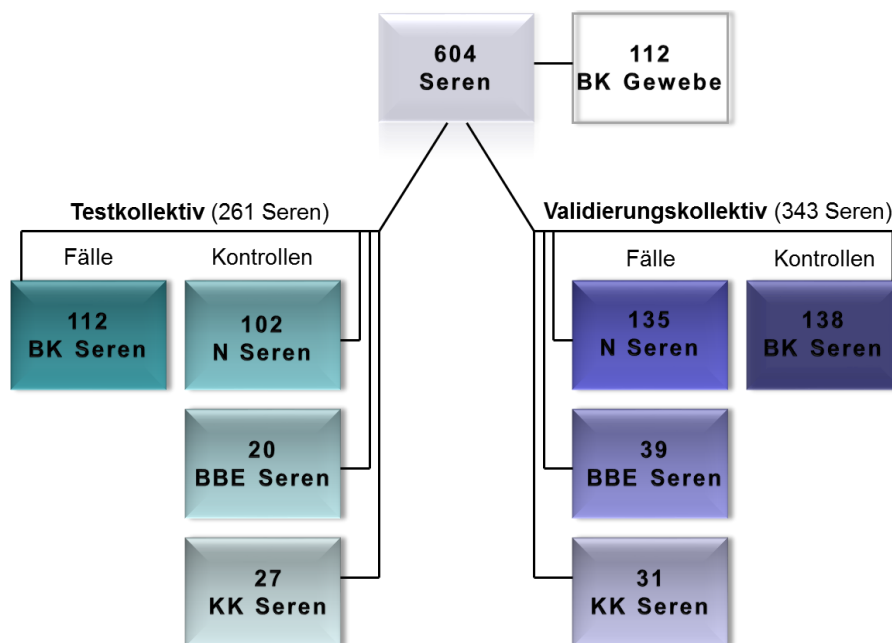 604
Seren
112
BK Gewebe
Testkollektiv (261 Seren)
Validierungskollektiv (343 Seren)
Fälle
Kontrollen
Fälle
Kontrollen
112
BK Seren
102
N Seren
135
N Seren
138
BK Seren
20
BBE Seren
39
BBE Seren
27
KK Seren
31
KK Seren